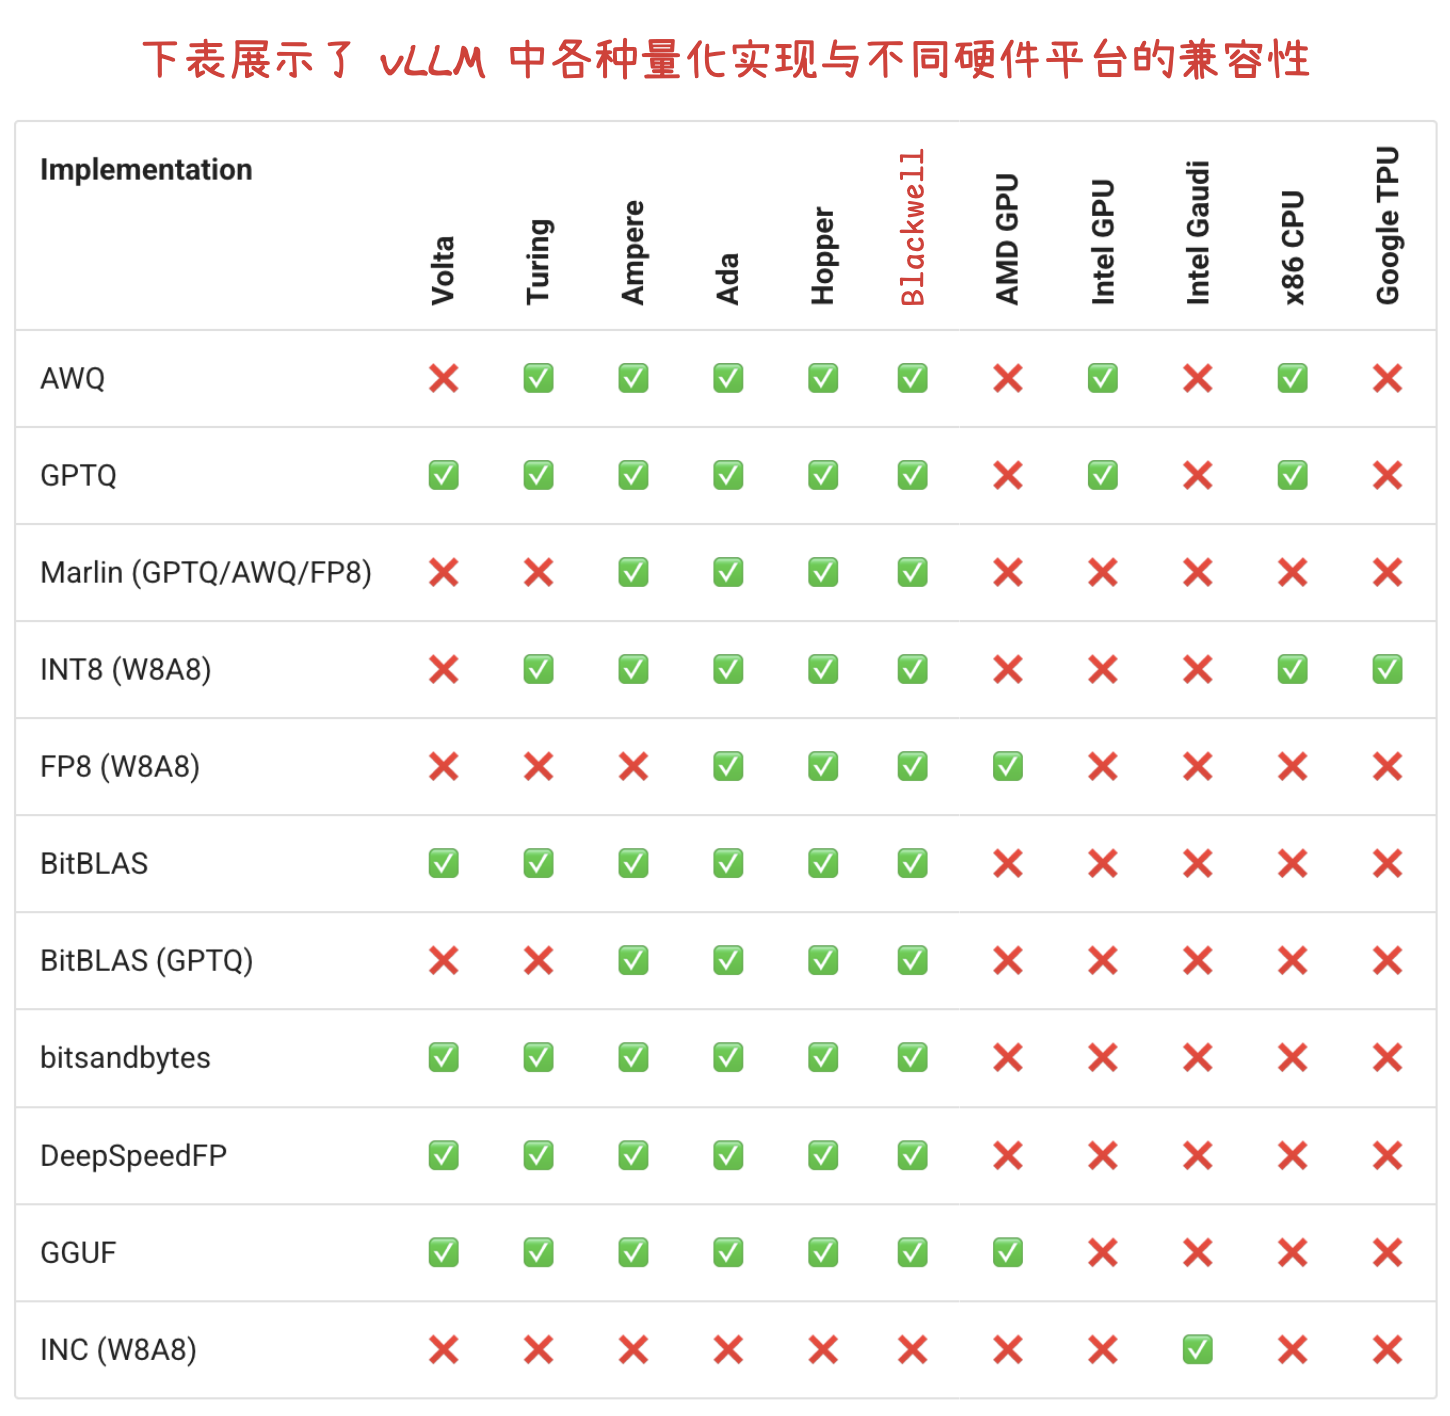 下表展示了 vLLM 中各种量化实现与不同硬件平台的兼容性
Implementation Volta Turing Ampere Ada Hopper Blackwell AMD GPU Intel GPU Intel Gaudi x86 CPU Google TPU
AWQ ❌ ✅ ✅ ✅ ✅ ✅ ❌ ✅ ❌ ✅ ❌
GPTQ ✅ ✅ ✅ ✅ ✅ ✅ ❌ ✅ ❌ ✅ ❌
Marlin (GPTQ/AWQ/FP8) ❌ ❌ ✅ ✅ ✅ ✅ ❌ ❌ ❌ ❌ ❌
INT8 (W8A8) ❌ ✅ ✅ ✅ ✅ ✅ ❌ ❌ ❌ ✅ ✅
FP8 (W8A8) ❌ ❌ ❌ ✅ ✅ ✅ ✅ ❌ ❌ ❌ ❌
BitBLAS ✅ ✅ ✅ ✅ ✅ ✅ ❌ ❌ ❌ ❌ ❌
BitBLAS (GPTQ) ❌ ❌ ✅ ✅ ✅ ✅ ❌ ❌ ❌ ❌ ❌
bitsandbytes ✅ ✅ ✅ ✅ ✅ ✅ ❌ ❌ ❌ ❌ ❌
DeepSpeedFP ✅ ✅ ✅ ✅ ✅ ✅ ❌ ❌ ❌ ❌ ❌
GGUF ✅ ✅ ✅ ✅ ✅ ✅ ✅ ❌ ❌ ❌ ❌
INC (W8A8) ❌ ❌ ❌ ❌ ❌ ❌ ❌ ❌ ✅ ❌ ❌